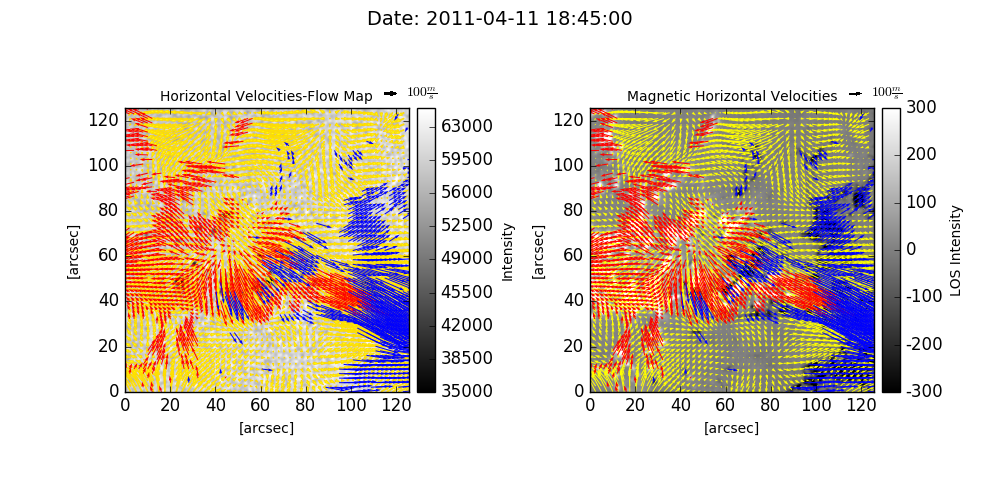 Date: 2011-04-11 18:45:00
Horizontal Velocities-Flow Map
100 m/s
Magnetic Horizontal Velocities
100 m/s
120
100
80
60
40
20
0
0 20 40 60 80 100 120
[arcsec]
[arcsec]
63000
59500
56000
52500
49000
45500
42000
38500
35000
Intensity
120
100
80
60
40
20
0
0 20 40 60 80 100 120
[arcsec]
[arcsec]
300
200
100
0
-100
-200
-300
LOS Intensity